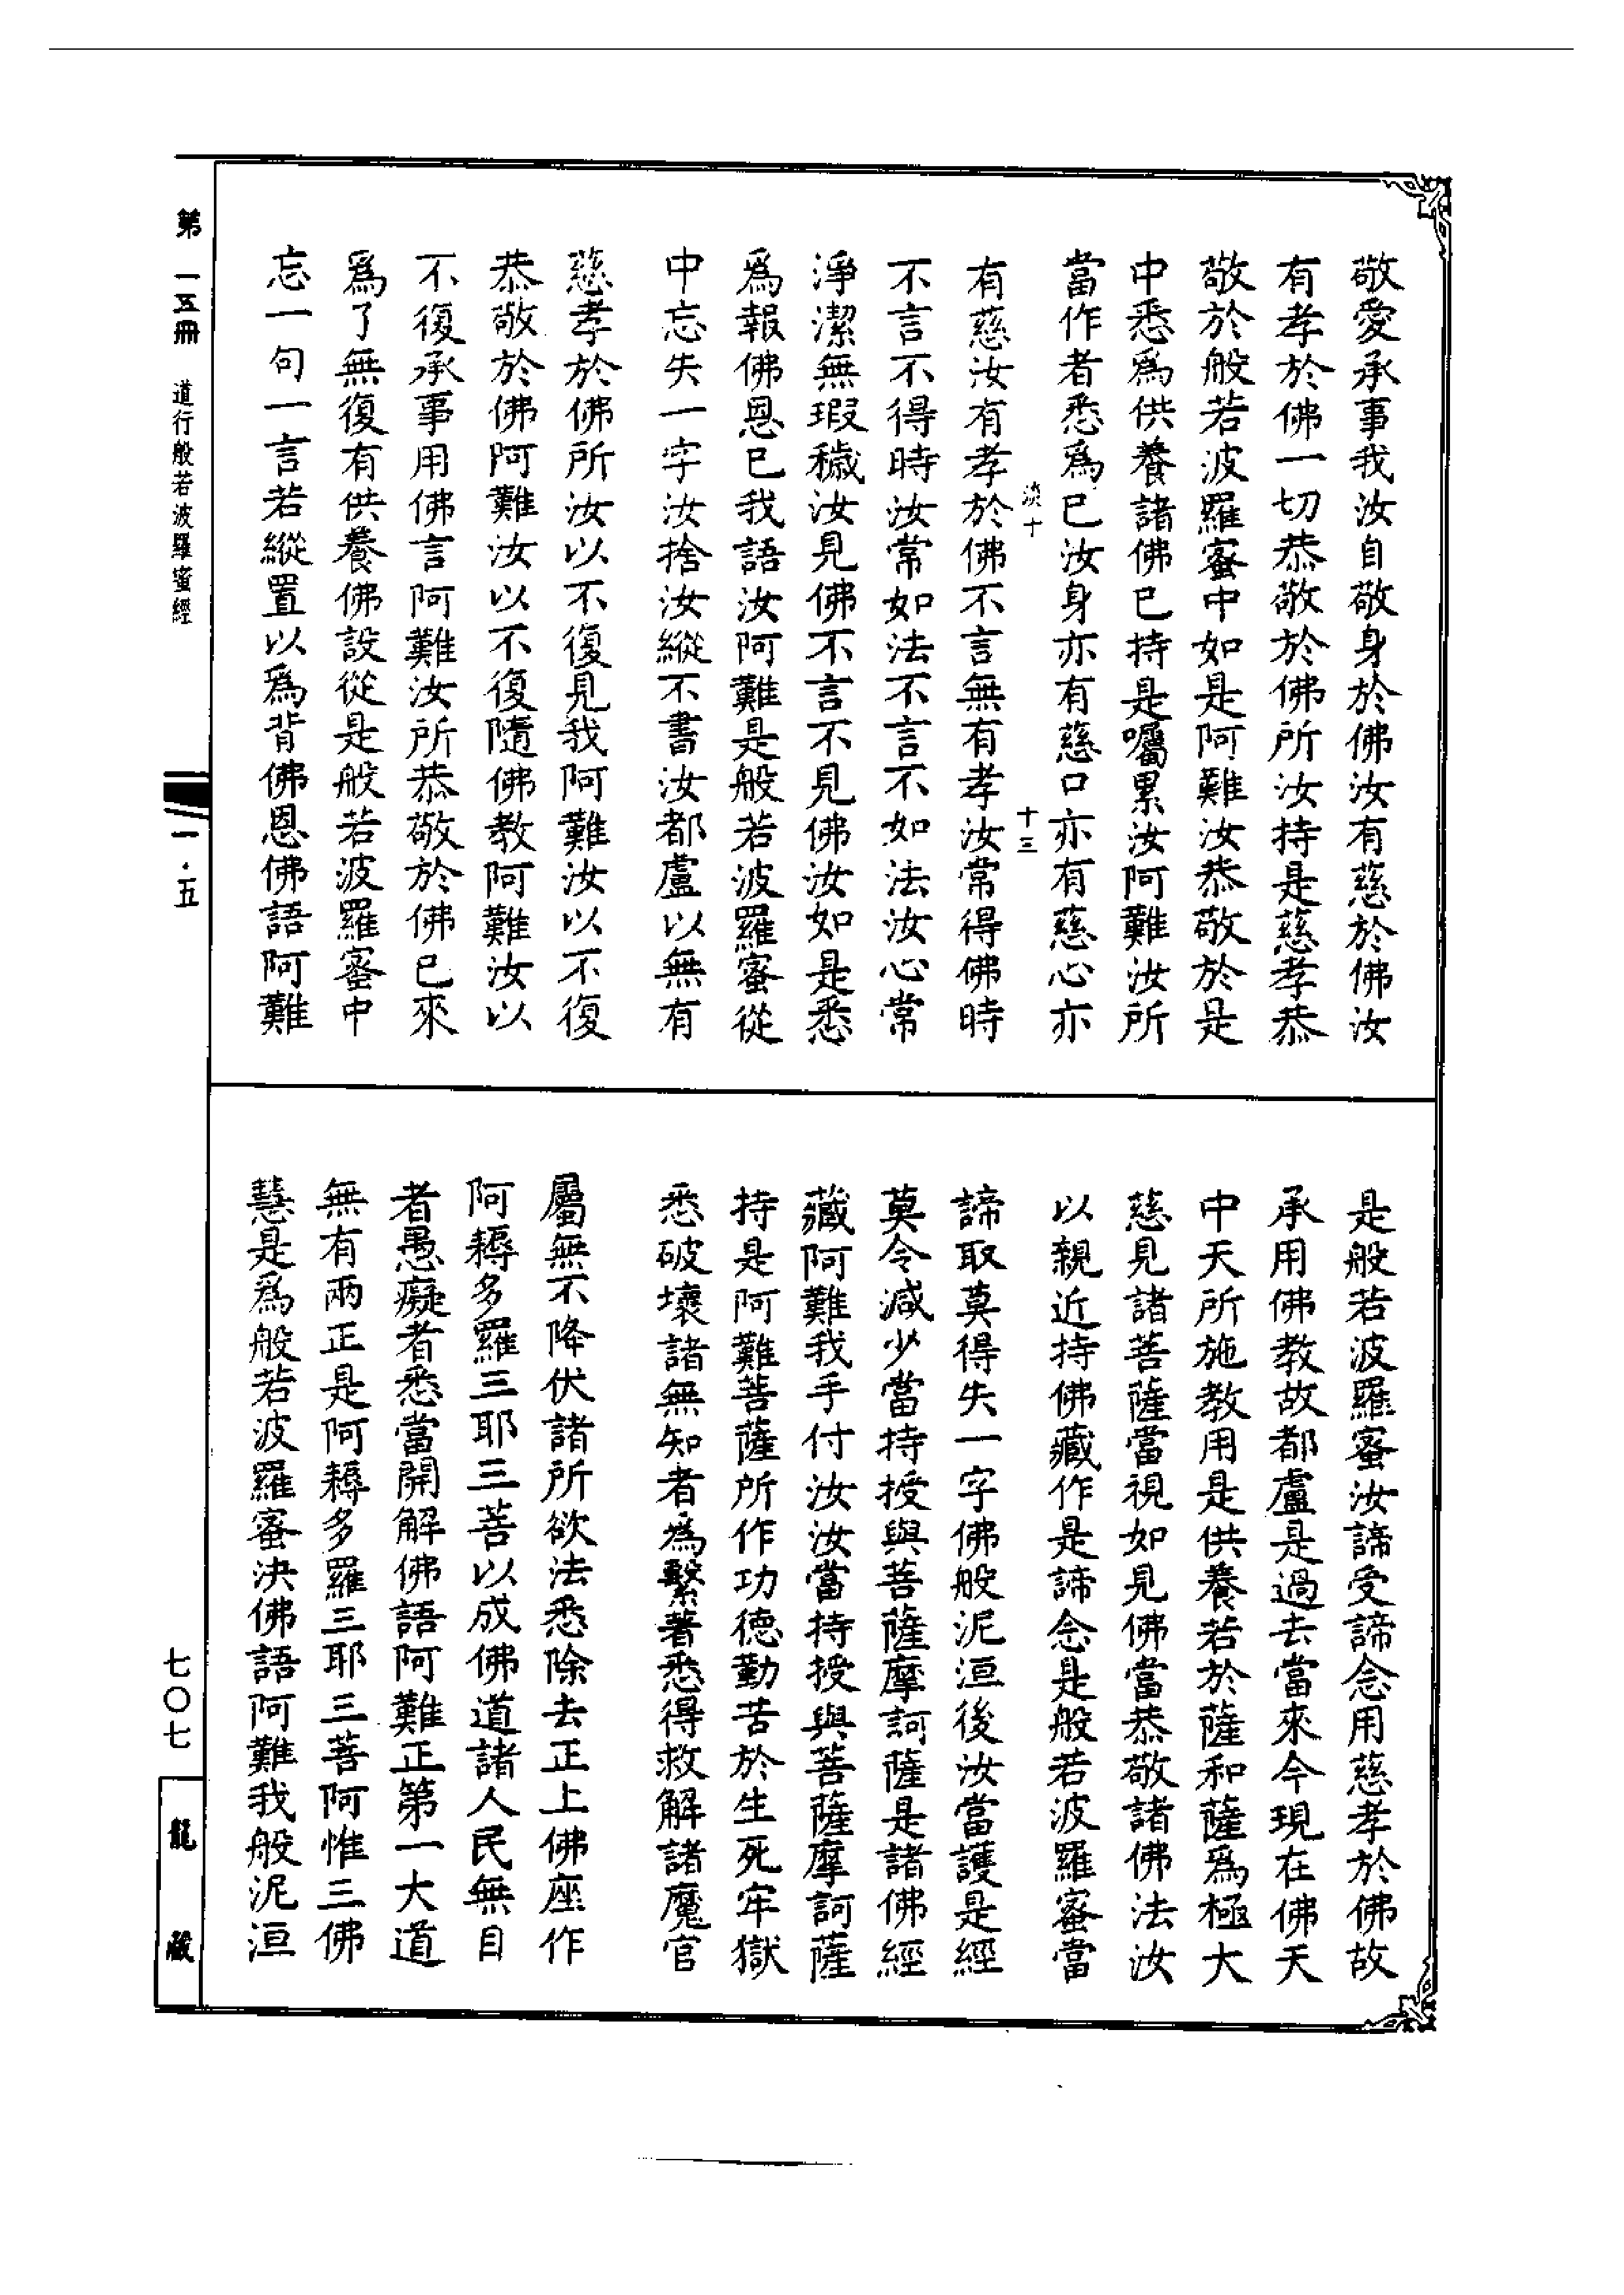 敬愛承事我汝自敬身於佛汝有慈於佛汝
有孝於佛一切恭敬於佛所汝持是慈孝恭
敬於般若波羅蜜中如是阿難汝恭敬於是
中悉爲供養諸佛已持是囑累汝阿難汝所
當作者悉爲已汝身亦有慈口亦有慈心亦
淡十 十三
有慈汝有孝於佛不言無有孝汝常得佛時
不言不得時汝常如法不言不如法汝心常
淨潔無瑕穢汝見佛不言不見佛汝如是悉
爲報佛恩已我語汝阿難是般若波羅蜜從
中忘失一字汝捨汝縱不書汝都盧以無有
慈孝於佛所汝以不復見我阿難汝以不復
恭敬於佛阿難汝以不復隨佛教阿難汝以
不復承事用佛言阿難汝所恭敬於佛已來
爲了無復有供養佛設從是般若波羅蜜中
忘一句一言若縱置以爲背佛恩佛語阿難
是般若波羅蜜汝諦受諦念用慈孝於佛故
承用佛教故都盧是過去當來今現在佛天
中天所施教用是供養若於薩和薩爲極大
慈見諸菩薩當視如見佛當恭敬諸佛法汝
以親近持佛藏作是諦念是般若波羅蜜當
諦取莫得失一字佛般泥洹後汝當護是經
莫令減少當持授與菩薩摩訶薩是諸佛經
藏阿難我手付汝汝當持授與菩薩摩訶薩
持是阿難菩薩所作功德勤苦於生死牢獄
悉破壞諸無知者爲繫著悉得救解諸魔官
屬無不降伏諸所欲法悉除去正上佛座作
阿耨多羅三耶三菩以成佛道諸人民無目
者愚癡者悉當開解佛語阿難正第一大道
無有兩正是阿耨多羅三耶三菩阿惟三佛
慧是爲般若波羅蜜決佛語阿難我般泥洹
第一五冊 道行般若波羅蜜經
一·五
七〇七
龍藏